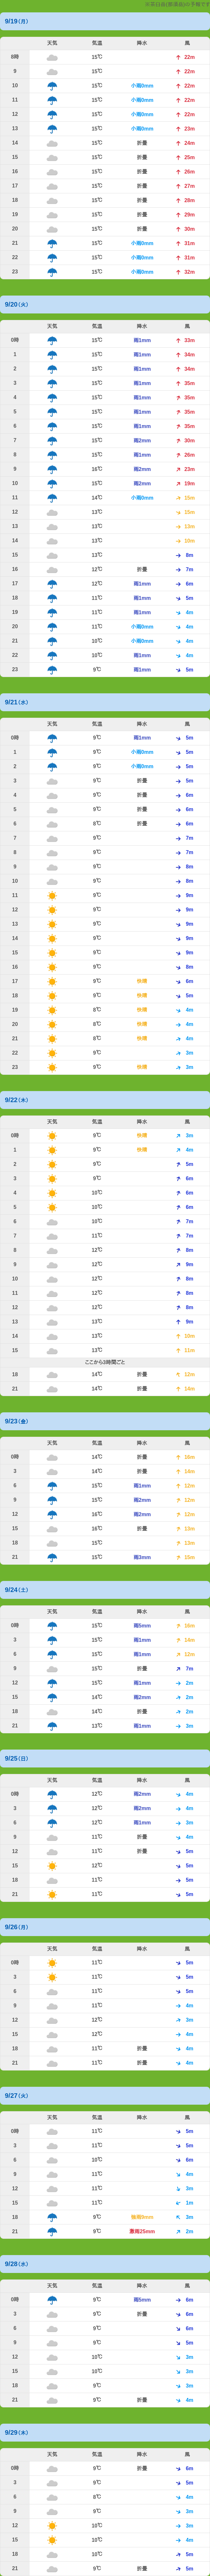 9/19(月)
天気 気温 降水 風
8時 15℃ 22m
9 15℃ 22m
10 15℃ 小雨0mm 22m
11 15℃ 小雨0mm 22m
12 15℃ 小雨0mm 22m
13 15℃ 小雨0mm 23m
14 15℃ 折畳 24m
15 15℃ 折畳 25m
16 15℃ 折畳 26m
17 15℃ 折畳 27m
18 15℃ 折畳 28m
19 15℃ 折畳 29m
20 15℃ 折畳 30m
21 15℃ 小雨0mm 31m
22 15℃ 小雨0mm 31m
23 15℃ 小雨0mm 32m
9/20(火)
天気 気温 降水 風
0時 15℃ 雨1mm 33m
1 15℃ 雨1mm 34m
2 15℃ 雨1mm 34m
3 15℃ 雨1mm 35m
4 15℃ 雨1mm 35m
5 15℃ 雨1mm 35m
6 15℃ 雨1mm 35m
7 15℃ 雨2mm 30m
8 15℃ 雨1mm 26m
9 16℃ 雨2mm 23m
10 15℃ 雨2mm 19m
11 14℃ 小雨0mm 15m
12 13℃ 15m
13 13℃ 13m
14 13℃ 10m
15 13℃ 8m
16 12℃ 折畳 7m
17 12℃ 雨1mm 6m
18 11℃ 雨1mm 5m
19 11℃ 雨1mm 4m
20 11℃ 小雨0mm 4m
21 10℃ 小雨0mm 4m
22 10℃ 雨1mm 4m
23 9℃ 雨1mm 5m
9/21(水)
天気 気温 降水 風
0時 9℃ 雨1mm 5m
1 9℃ 小雨0mm 5m
2 9℃ 小雨0mm 5m
3 9℃ 折畳 5m
4 9℃ 折畳 6m
5 6℃ 折畳 6m
6 8℃ 折畳 6m
7 9℃ 7m
8 9℃ 7m
9 9℃ 8m
10 9℃ 8m
11 9℃ 9m
12 9℃ 9m
13 9℃ 9m
14 9℃ 9m
15 9℃ 9m
16 9℃ 8m
17 9℃ 快晴 6m
18 9℃ 快晴 5m
19 8℃ 快晴 4m
20 8℃ 快晴 4m
21 8℃ 快晴 4m
22 9℃ 3m
23 9℃ 快晴 3m
9/22(木)
天気 気温 降水 風
0時 9℃ 快晴 3m
1 9℃ 快晴 4m
2 9℃ 5m
3 9℃ 6m
4 10℃ 6m
5 10℃ 6m
6 10℃ 7m
7 11℃ 7m
8 12℃ 8m
9 12℃ 9m
10 12℃ 8m
11 12℃ 8m
12 12℃ 8m
13 13℃ 9m
14 13℃ 10m
15 13℃ 11m
ここから3時間ごと
18 14℃ 折畳 12m
21 14℃ 折畳 14m
9/23(金)
天気 気温 降水 風
0時 14℃ 折畳 16m
3 14℃ 折畳 14m
6 15℃ 雨1mm 12m
9 15℃ 雨2mm 12m
12 16℃ 雨2mm 12m
15 16℃ 折畳 13m
18 15℃ 13m
21 15℃ 雨3mm 15m
9/24(土)
天気 気温 降水 風
0時 15℃ 雨5mm 16m
3 15℃ 雨1mm 14m
6 15℃ 雨1mm 12m
9 15℃ 折畳 7m
12 15℃ 雨1mm 2m
15 14℃ 雨2mm 2m
18 14℃ 折畳 2m
21 13℃ 雨1mm 3m
9/25(日)
天気 気温 降水 風
0時 12℃ 雨2mm 4m
3 12℃ 雨2mm 4m
6 12℃ 雨1mm 3m
9 11℃ 折畳 4m
12 11℃ 折畳 5m
15 12℃ 5m
18 11℃ 5m
21 11℃ 5m
9/26(月)
天気 気温 降水 風
0時 11℃ 5m
3 11℃ 5m
6 11℃ 5m
9 11℃ 4m
12 12℃ 3m
15 12℃ 4m
18 11℃ 折畳 4m
21 11℃ 折畳 4m
9/27(火)
天気 気温 降水 風
0時 11℃ 5m
3 11℃ 5m
6 10℃ 6m
9 11℃ 4m
12 11℃ 3m
15 11℃ 1m
18 9℃ 3m
21 9℃ 豪雨25mm 2m
9/28(水)
天気 気温 降水 風
0時 9℃ 雨5mm 6m
3 9℃ 折畳 6m
6 9℃ 6m
9 9℃ 5m
12 10℃ 3m
15 10℃ 3m
18 9℃ 3m
21 9℃ 折畳 4m
9/29(木)
天気 気温 降水 風
0時 9℃ 折畳 6m
3 9℃ 5m
6 8℃ 4m
9 9℃ 3m
12 10℃ 3m
15 10℃ 4m
18 10℃ 5m
21 9℃ 折畳 5m